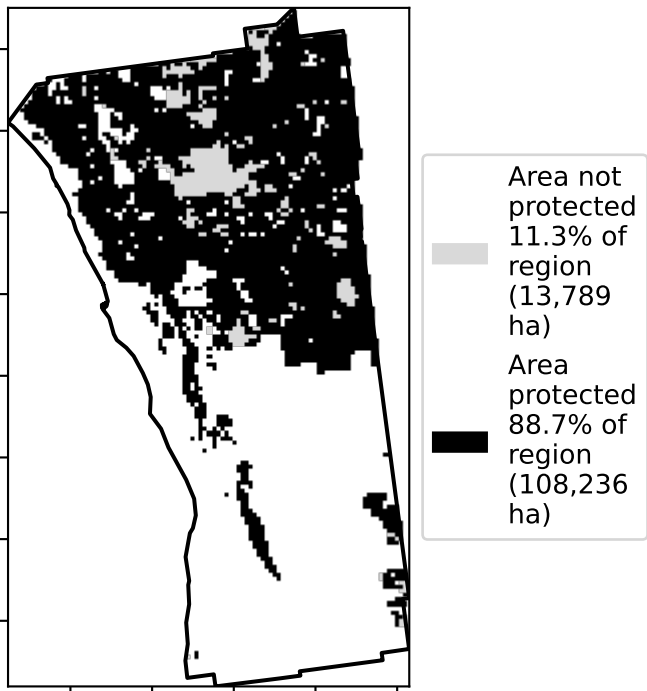 Area not
protected
11.3% of
region
(13,789
ha)
Area
protected
88.7% of
region
(108,236
ha)